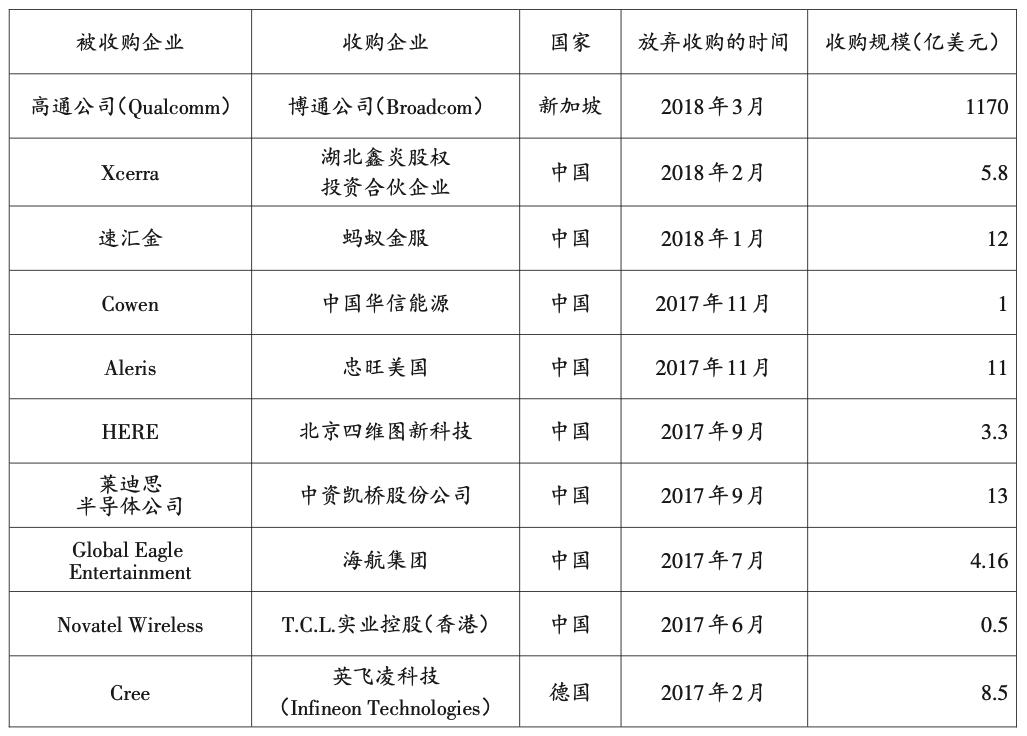 被收购企业 收购企业 国家 放弃收购的时间 收购规模（亿美元）
高通公司（Qualcomm） 博通公司（Broadcom） 新加坡 2018年3月 1170
Xcerra 湖北鑫炎股权
投资合伙企业 中国 2018年2月 5.8
速汇金 蚂蚁金服 中国 2018年1月 12
Cowen 中国华信能源 中国 2017年11月 1
Aleris 忠旺美国 中国 2017年11月 11
HERE 北京四维图新科技 中国 2017年9月 3.3
莱迪思
半导体公司 中资凯桥股份公司 中国 2017年9月 13
Global Eagle
Entertainment 海航集团 中国 2017年7月 4.16
Novatel Wireless T.C.L.实业控股（香港） 中国 2017年6月 0.5
Cree 英飞凌科技
（Infineon Technologies） 德国 2017年2月 8.5